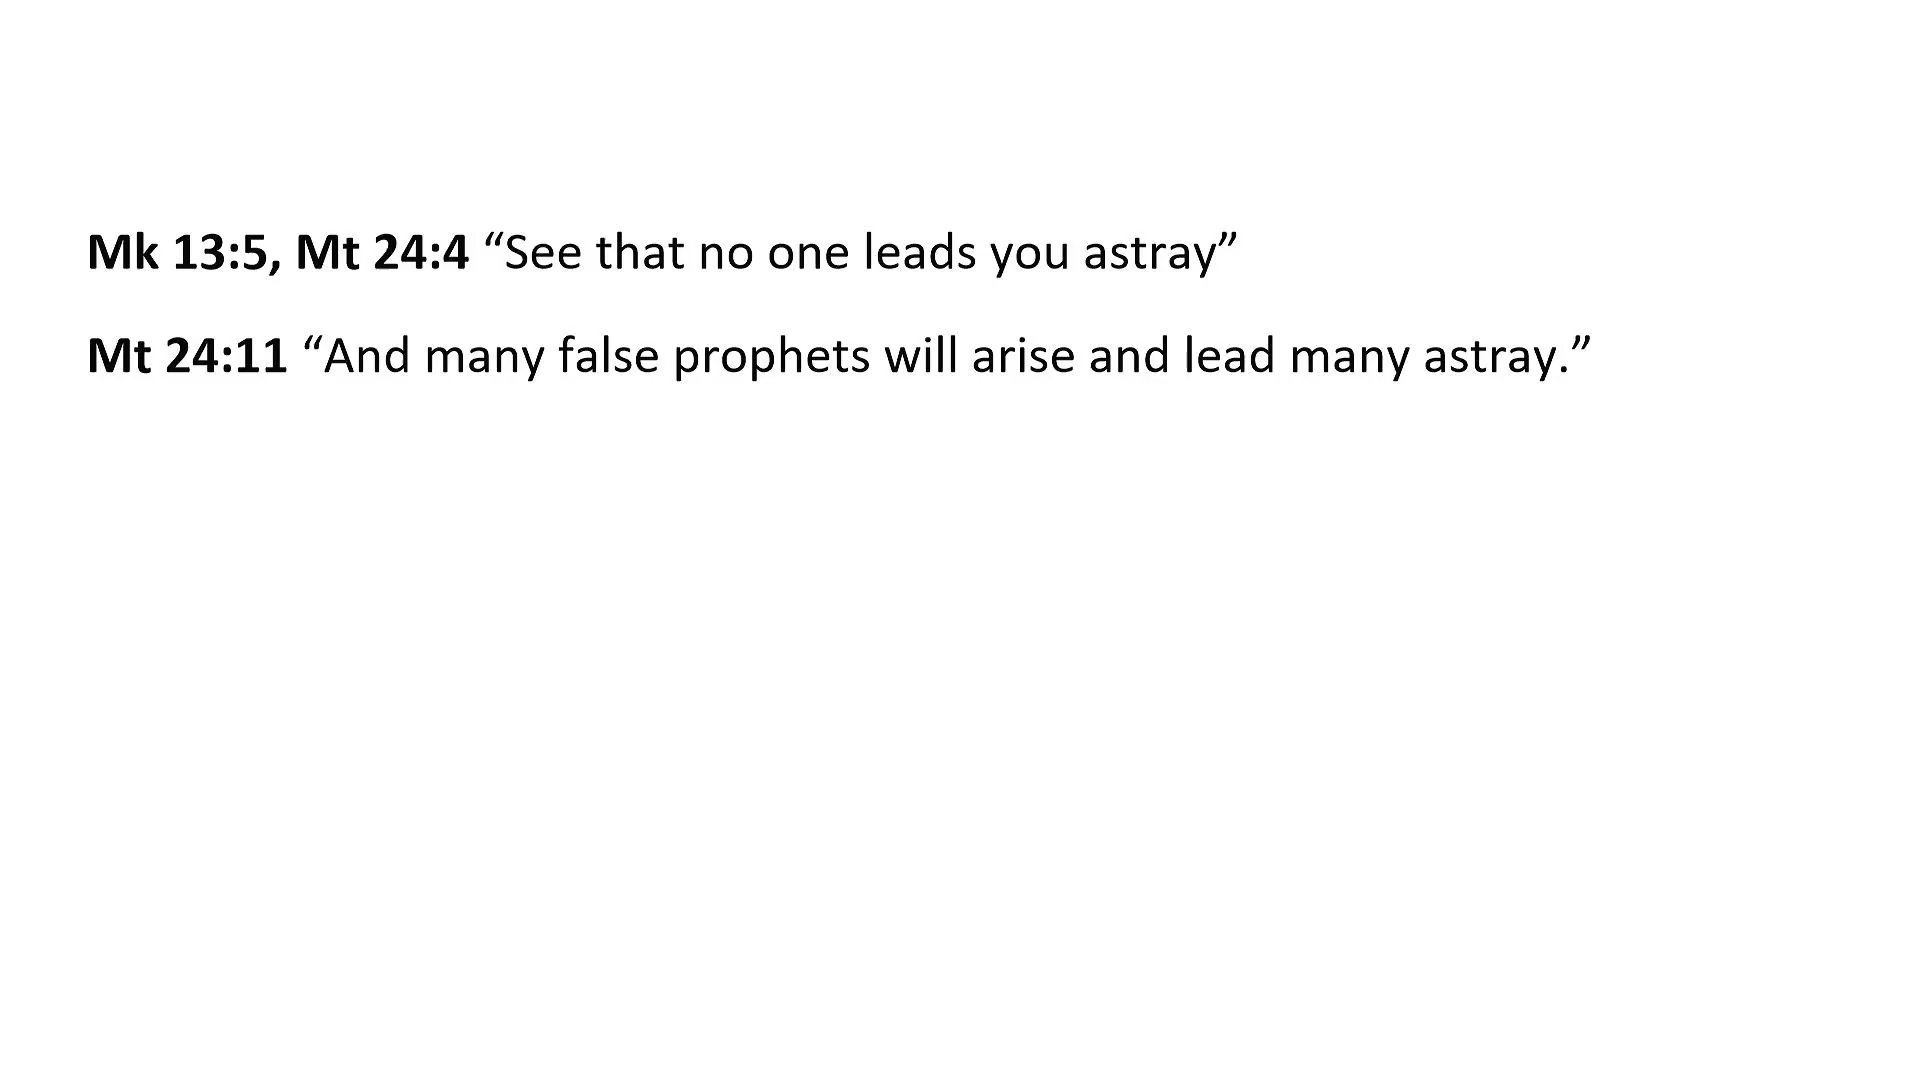 Mk 13:5, Mt 24:4 “See that no one leads you astray”
Mt 24:11 “And many false prophets will arise and lead many astray.”